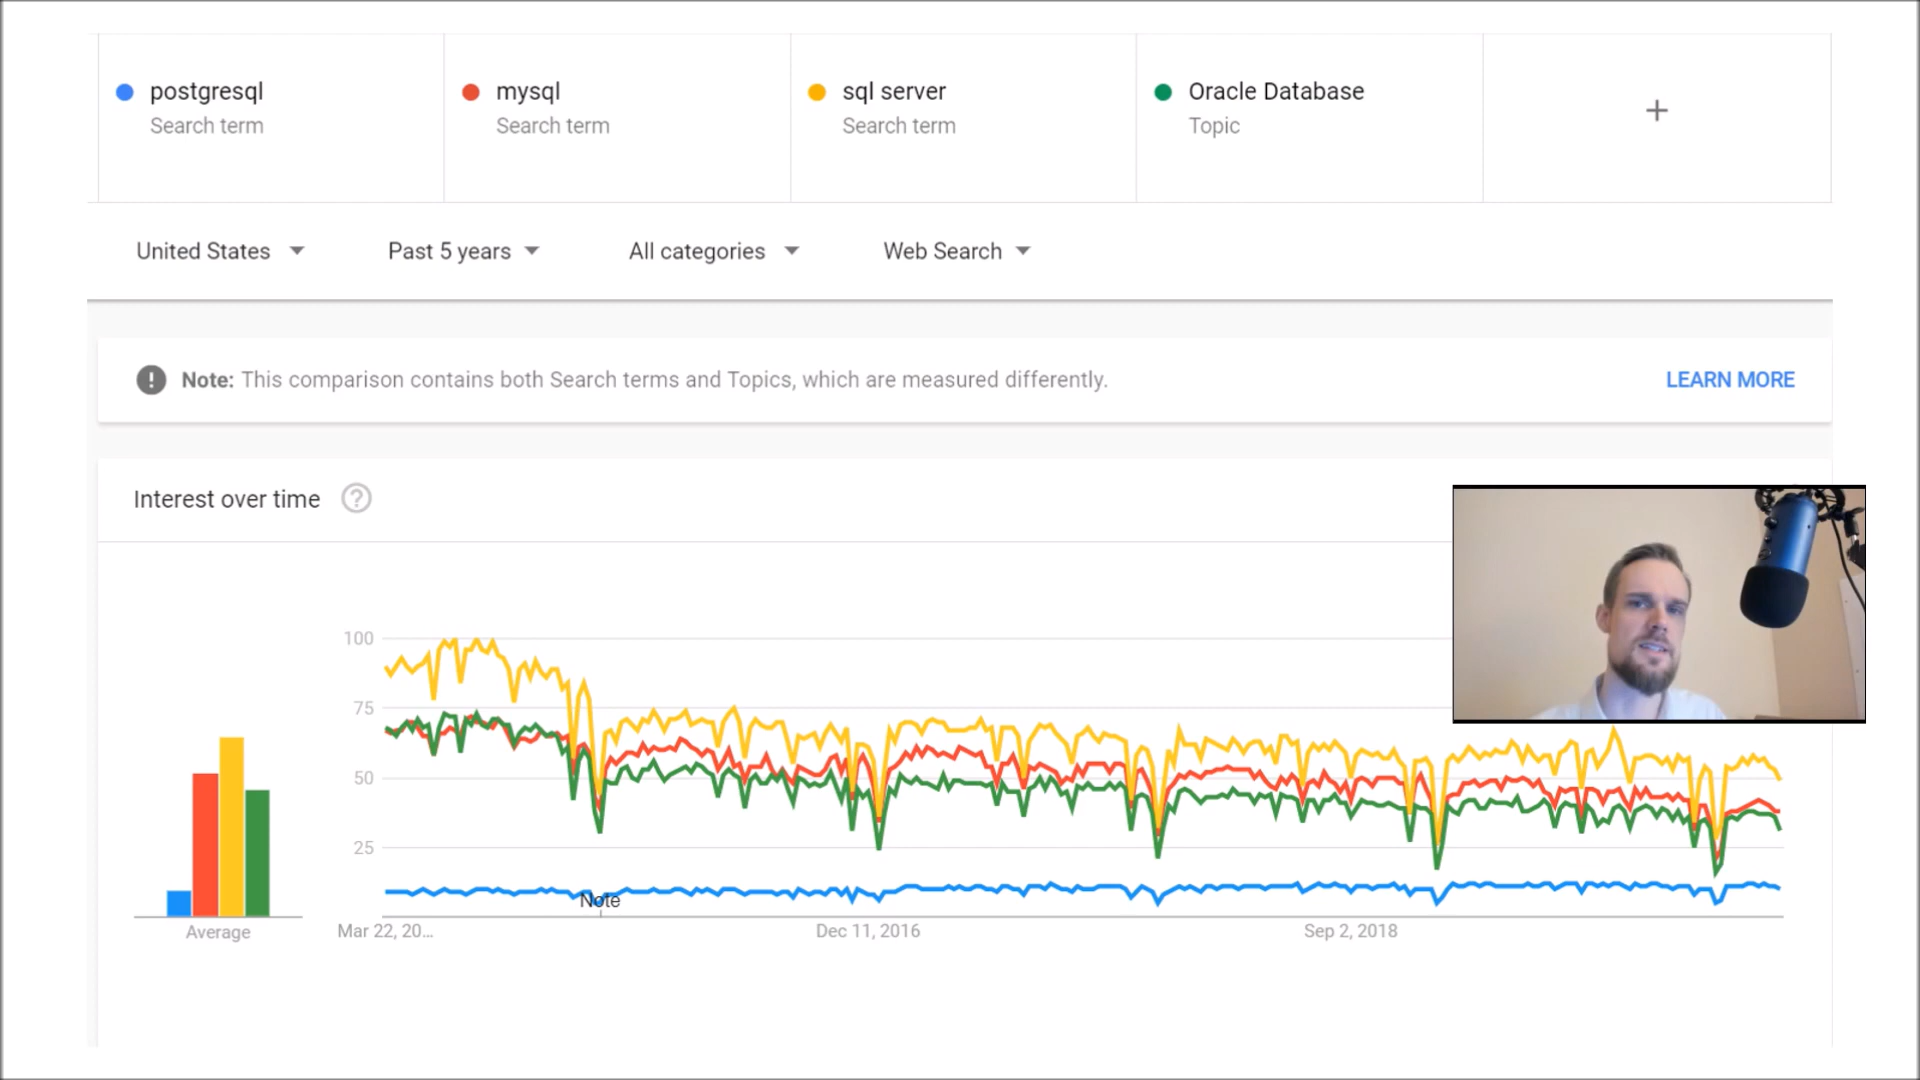 postgresql
Search term
mysql
Search term
sql server
Search term
Oracle Database
Topic
+
United States
Past 5 years
All categories
Web Search
! Note: This comparison contains both Search terms and Topics, which are measured differently.
LEARN MORE
Interest over time ?
100
75
50
25
Note
Average
Mar 22, 20...
Dec 11, 2016
Sep 2, 2018